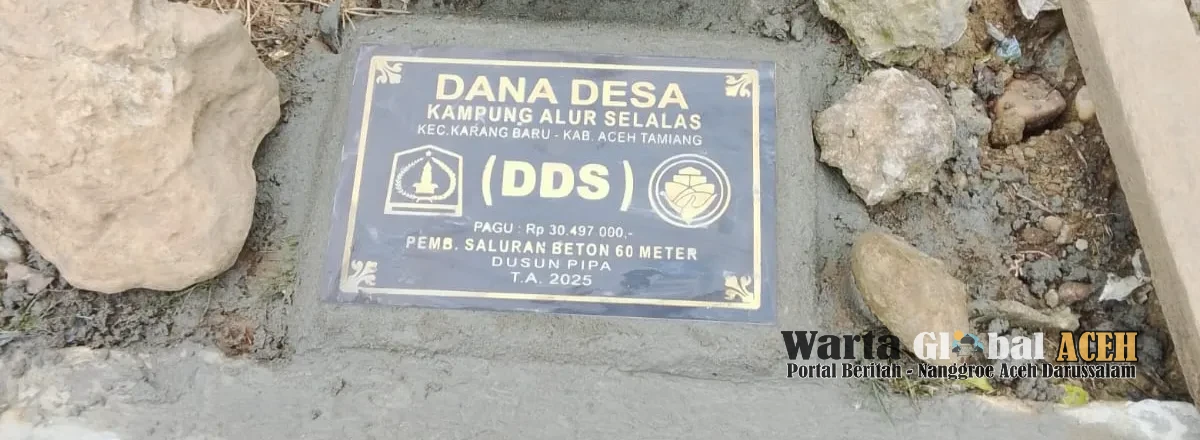 DANA DESA
KAMPUNG ALUR SELALAS
KEC.KARANG BARU - KAB. ACEH TAMIANG
(DDS)
PAGU : Rp 30.497 000,-
PEMB. SALURAN BETON 60 METER
DUSUN PIPA
T.A. 2025
Warta Global ACEH
Portal Beritah - Nanggroe Aceh Darussalam